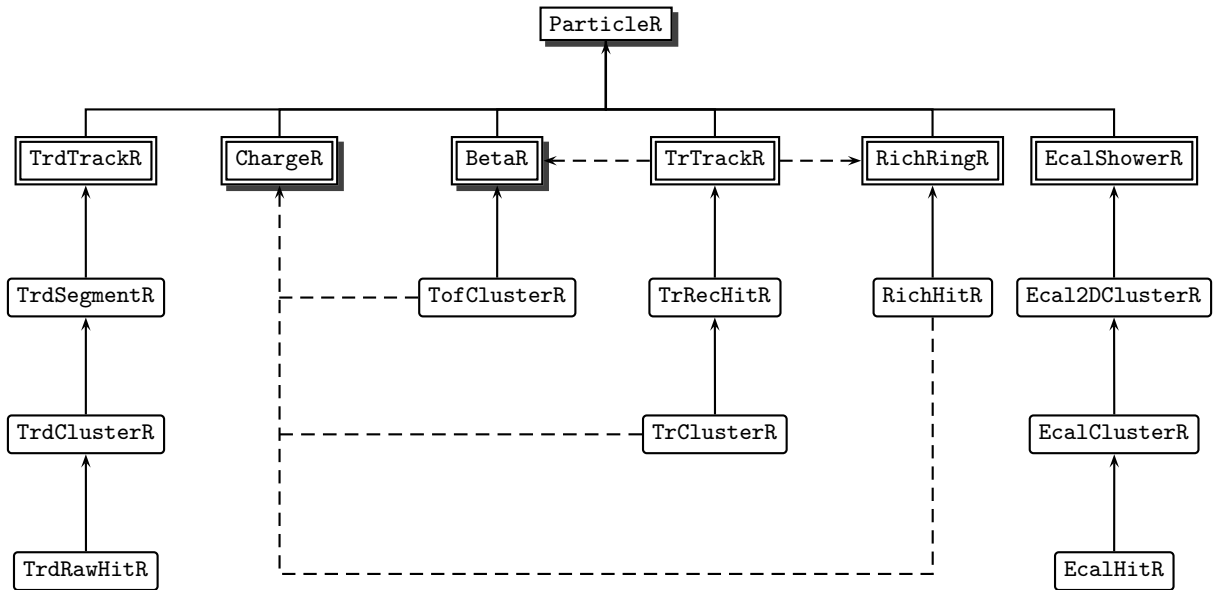 ParticleR
TrdTrackR ChargeR BetaR TrTrackR RichRingR EcalShowerR
TrdSegmentR TofClusterR TrRecHitR RichHitR Ecal2DClusterR
TrdClusterR TrClusterR EcalClusterR
TrdRawHitR EcalHitR